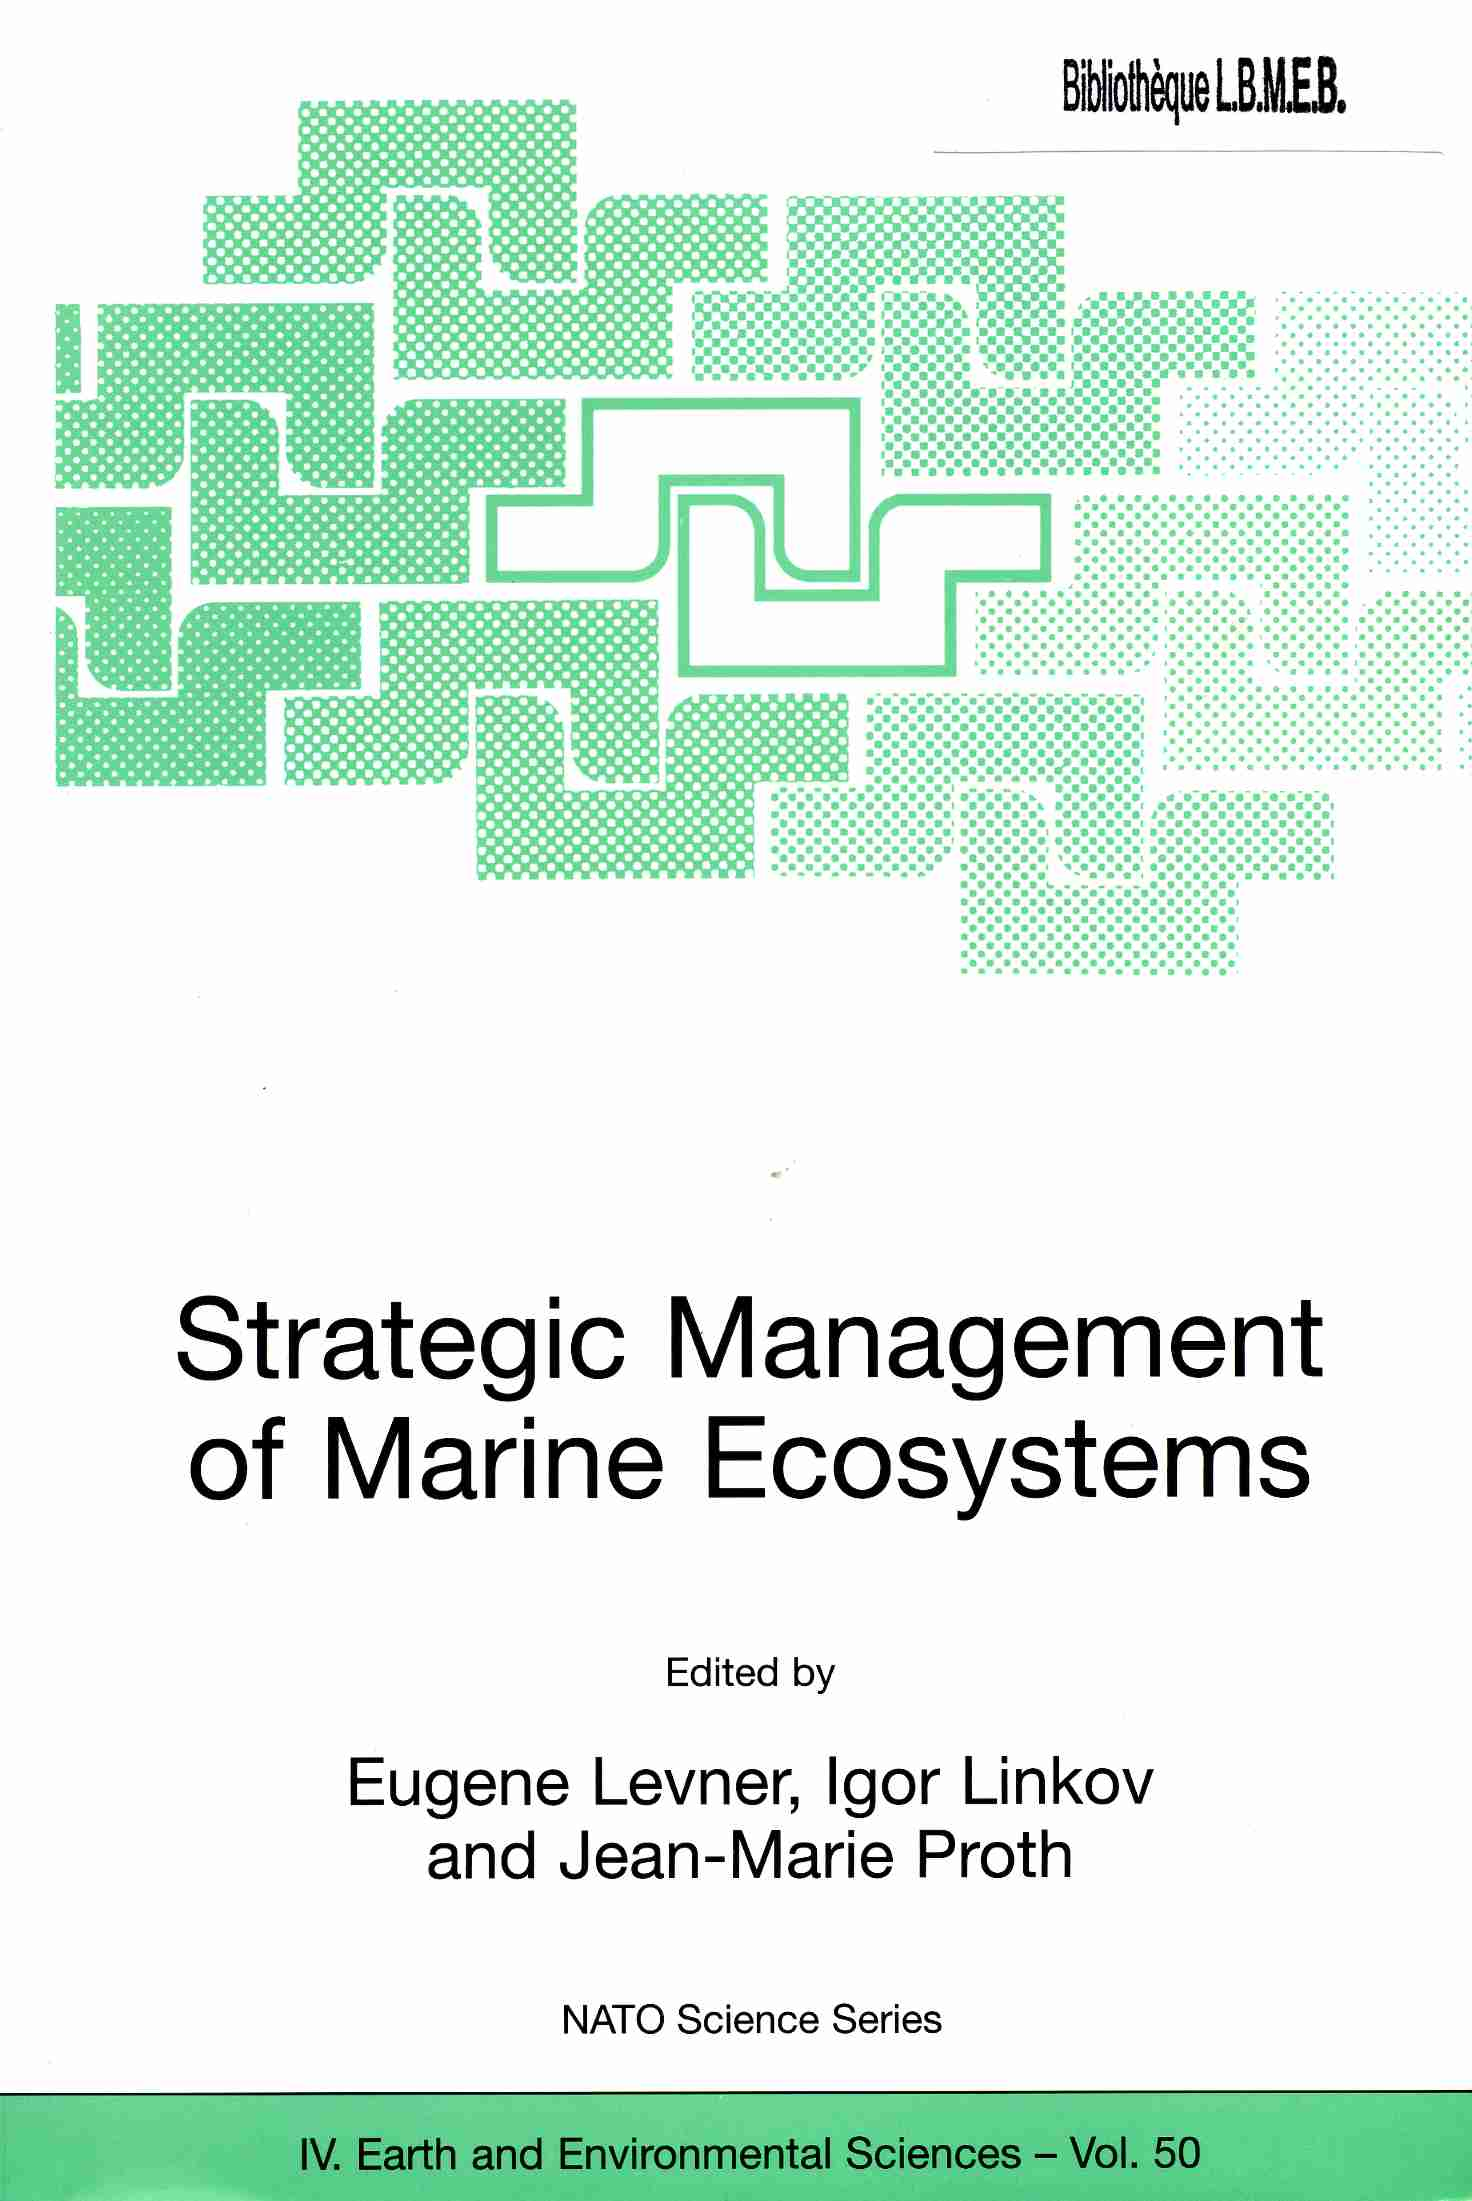 Bibliothèque L.B.M.E.B.
Strategic Management
of Marine Ecosystems
Edited by
Eugene Levner, Igor Linkov
and Jean-Marie Proth
NATO Science Series
IV. Earth and Environmental Sciences – Vol. 50